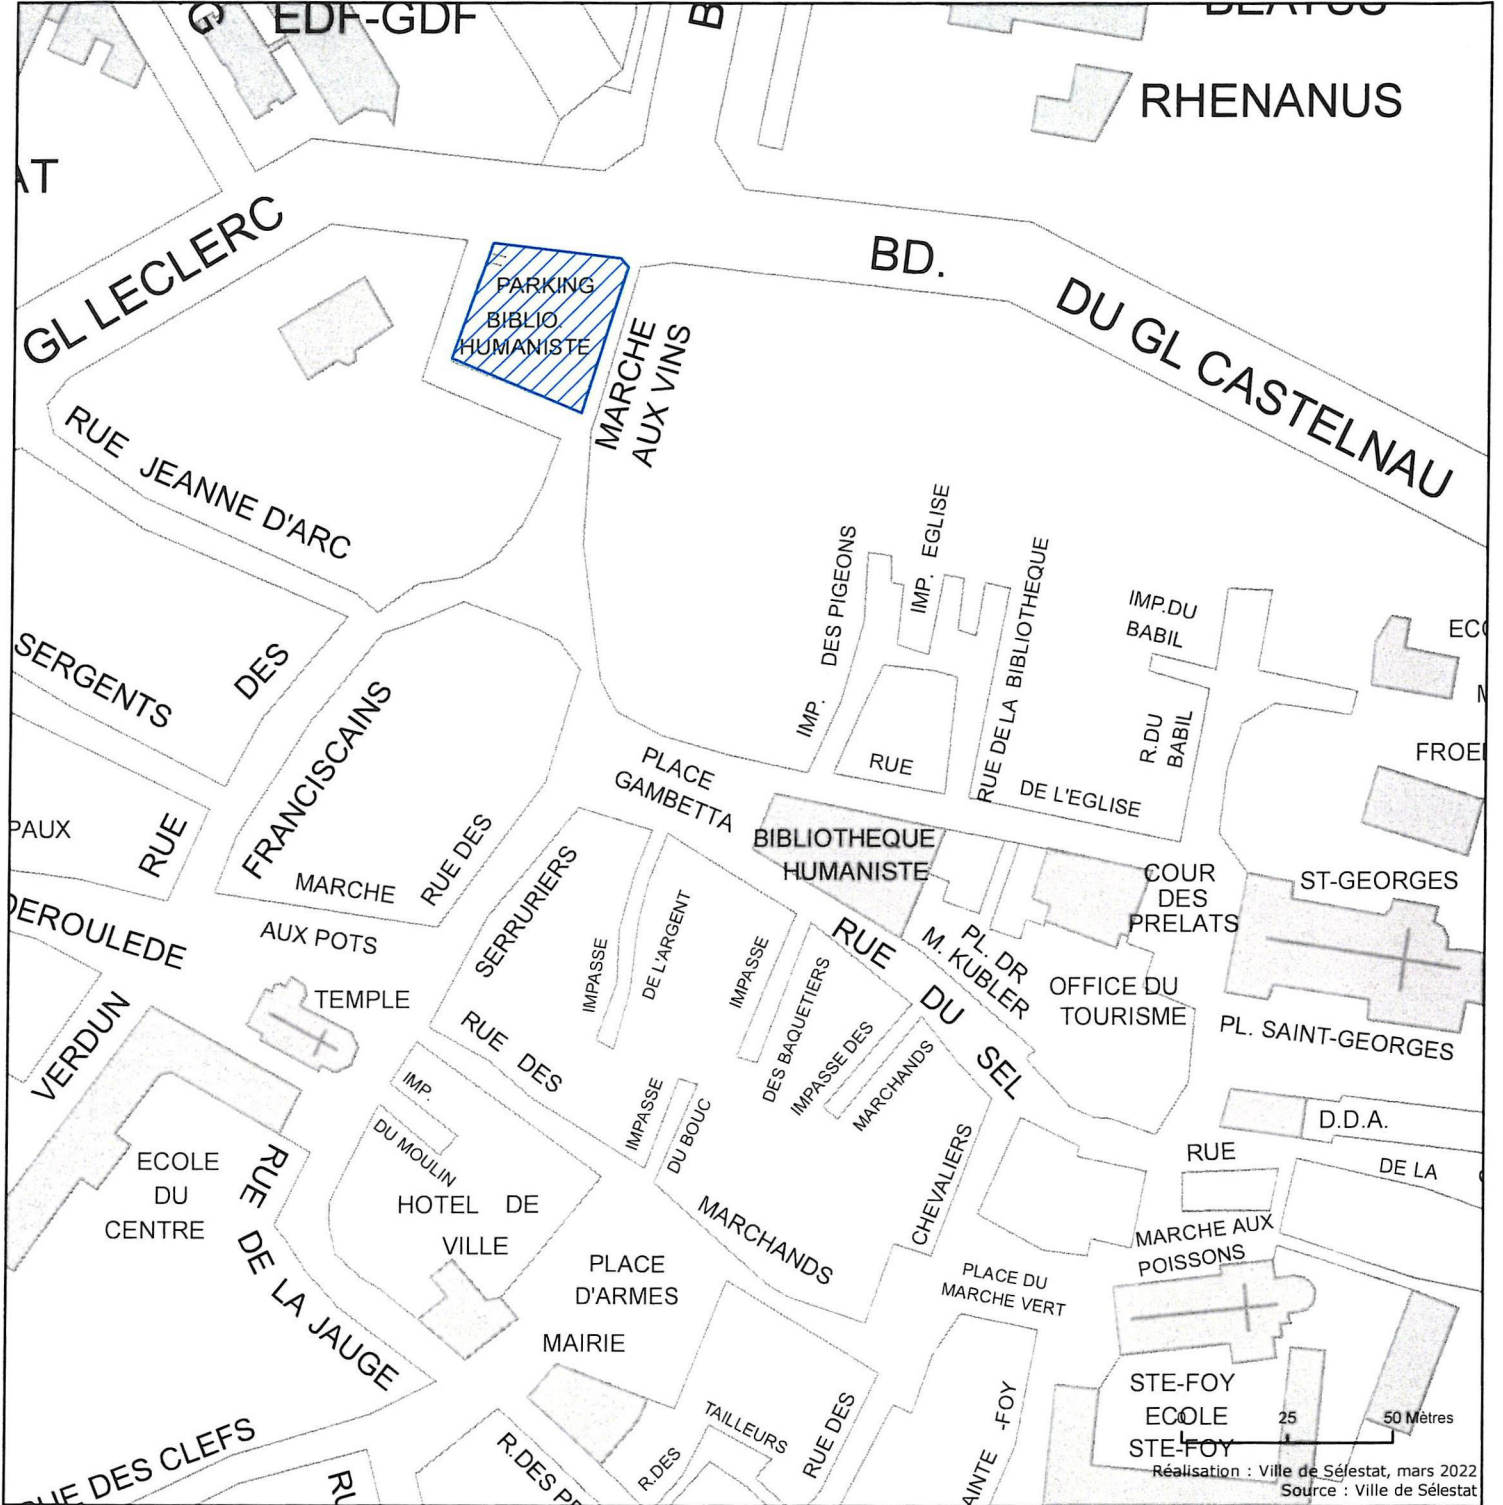 EDF-GDF
RHENANUS
GL LECLERC
BD.
DU GL CASTELNAU
PARKING
BIBLIO.
HUMANISTE
MARCHE
AUX VINS
RUE JEANNE D'ARC
SERGENTS
DES
FRANCISCAINS
RUE
IMP. DES PIGEONS
IMP. EGLISE
RUE DE LA BIBLIOTHEQUE
IMP.DU
BABIL
R.DU
BABIL
PLACE
GAMBETTA
RUE
DE L'EGLISE
BIBLIOTHEQUE
HUMANISTE
COUR
DES
PRELATS
ST-GEORGES
MARCHE
AUX POTS
RUE DES
SERRURIERS
IMPASSE
DE L'ARGENT
IMPASSE
DES BAQUETIERS
RUE
DU
SEL
PL. DR
M. KUBLER
OFFICE DU
TOURISME
PL. SAINT-GEORGES
DEROULEDE
VERDUN
TEMPLE
RUE DES
IMPASSE
DU BOUC
IMPASSE DES
MARCHANDS
IMP.
DU MOULIN
D.D.A.
RUE
DE LA
ECOLE
DU
CENTRE
RUE DE LA JAUGE
HOTEL DE
VILLE
MARCHANDS
CHEVALIERS
MARCHE AUX
POISSONS
PLACE
D'ARMES
PLACE DU
MARCHE VERT
MAIRIE
STE-FOY
ECOLE
STE-FOY
TAILLEURS
R.DES
RUE DES
-FOY
0 25 50 Mètres
Réalisation : Ville de Sélestat, mars 2022
Source : Ville de Sélestat